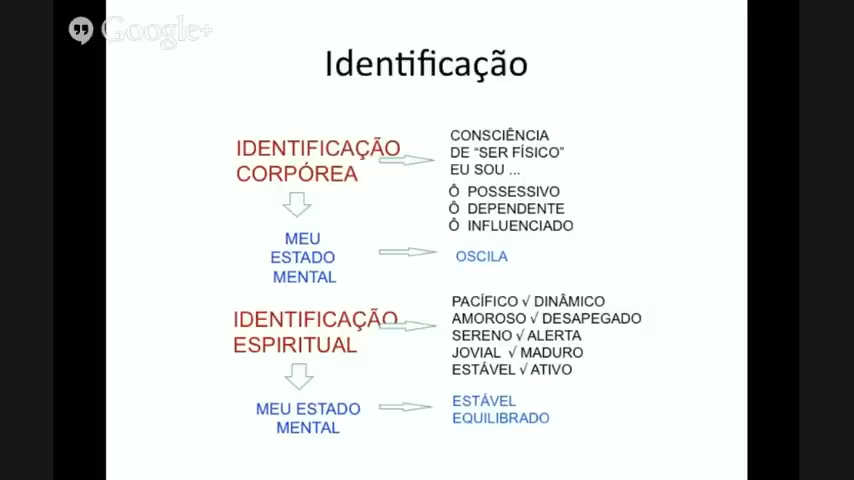 Google+
Identificação
IDENTIFICAÇÃO
CORPÓREA
CONSCIÊNCIA
DE “SER FÍSICO”
EU SOU ...
Ô POSSESSIVO
Ô DEPENDENTE
Ô INFLUENCIADO
MEU
ESTADO
MENTAL
OSCILA
IDENTIFICAÇÃO
ESPIRITUAL
PACÍFICO √ DINÂMICO
AMOROSO √ DESAPEGADO
SERENO √ ALERTA
JOVIAL √ MADURO
ESTÁVEL √ ATIVO
MEU ESTADO
MENTAL
ESTÁVEL
EQUILIBRADO